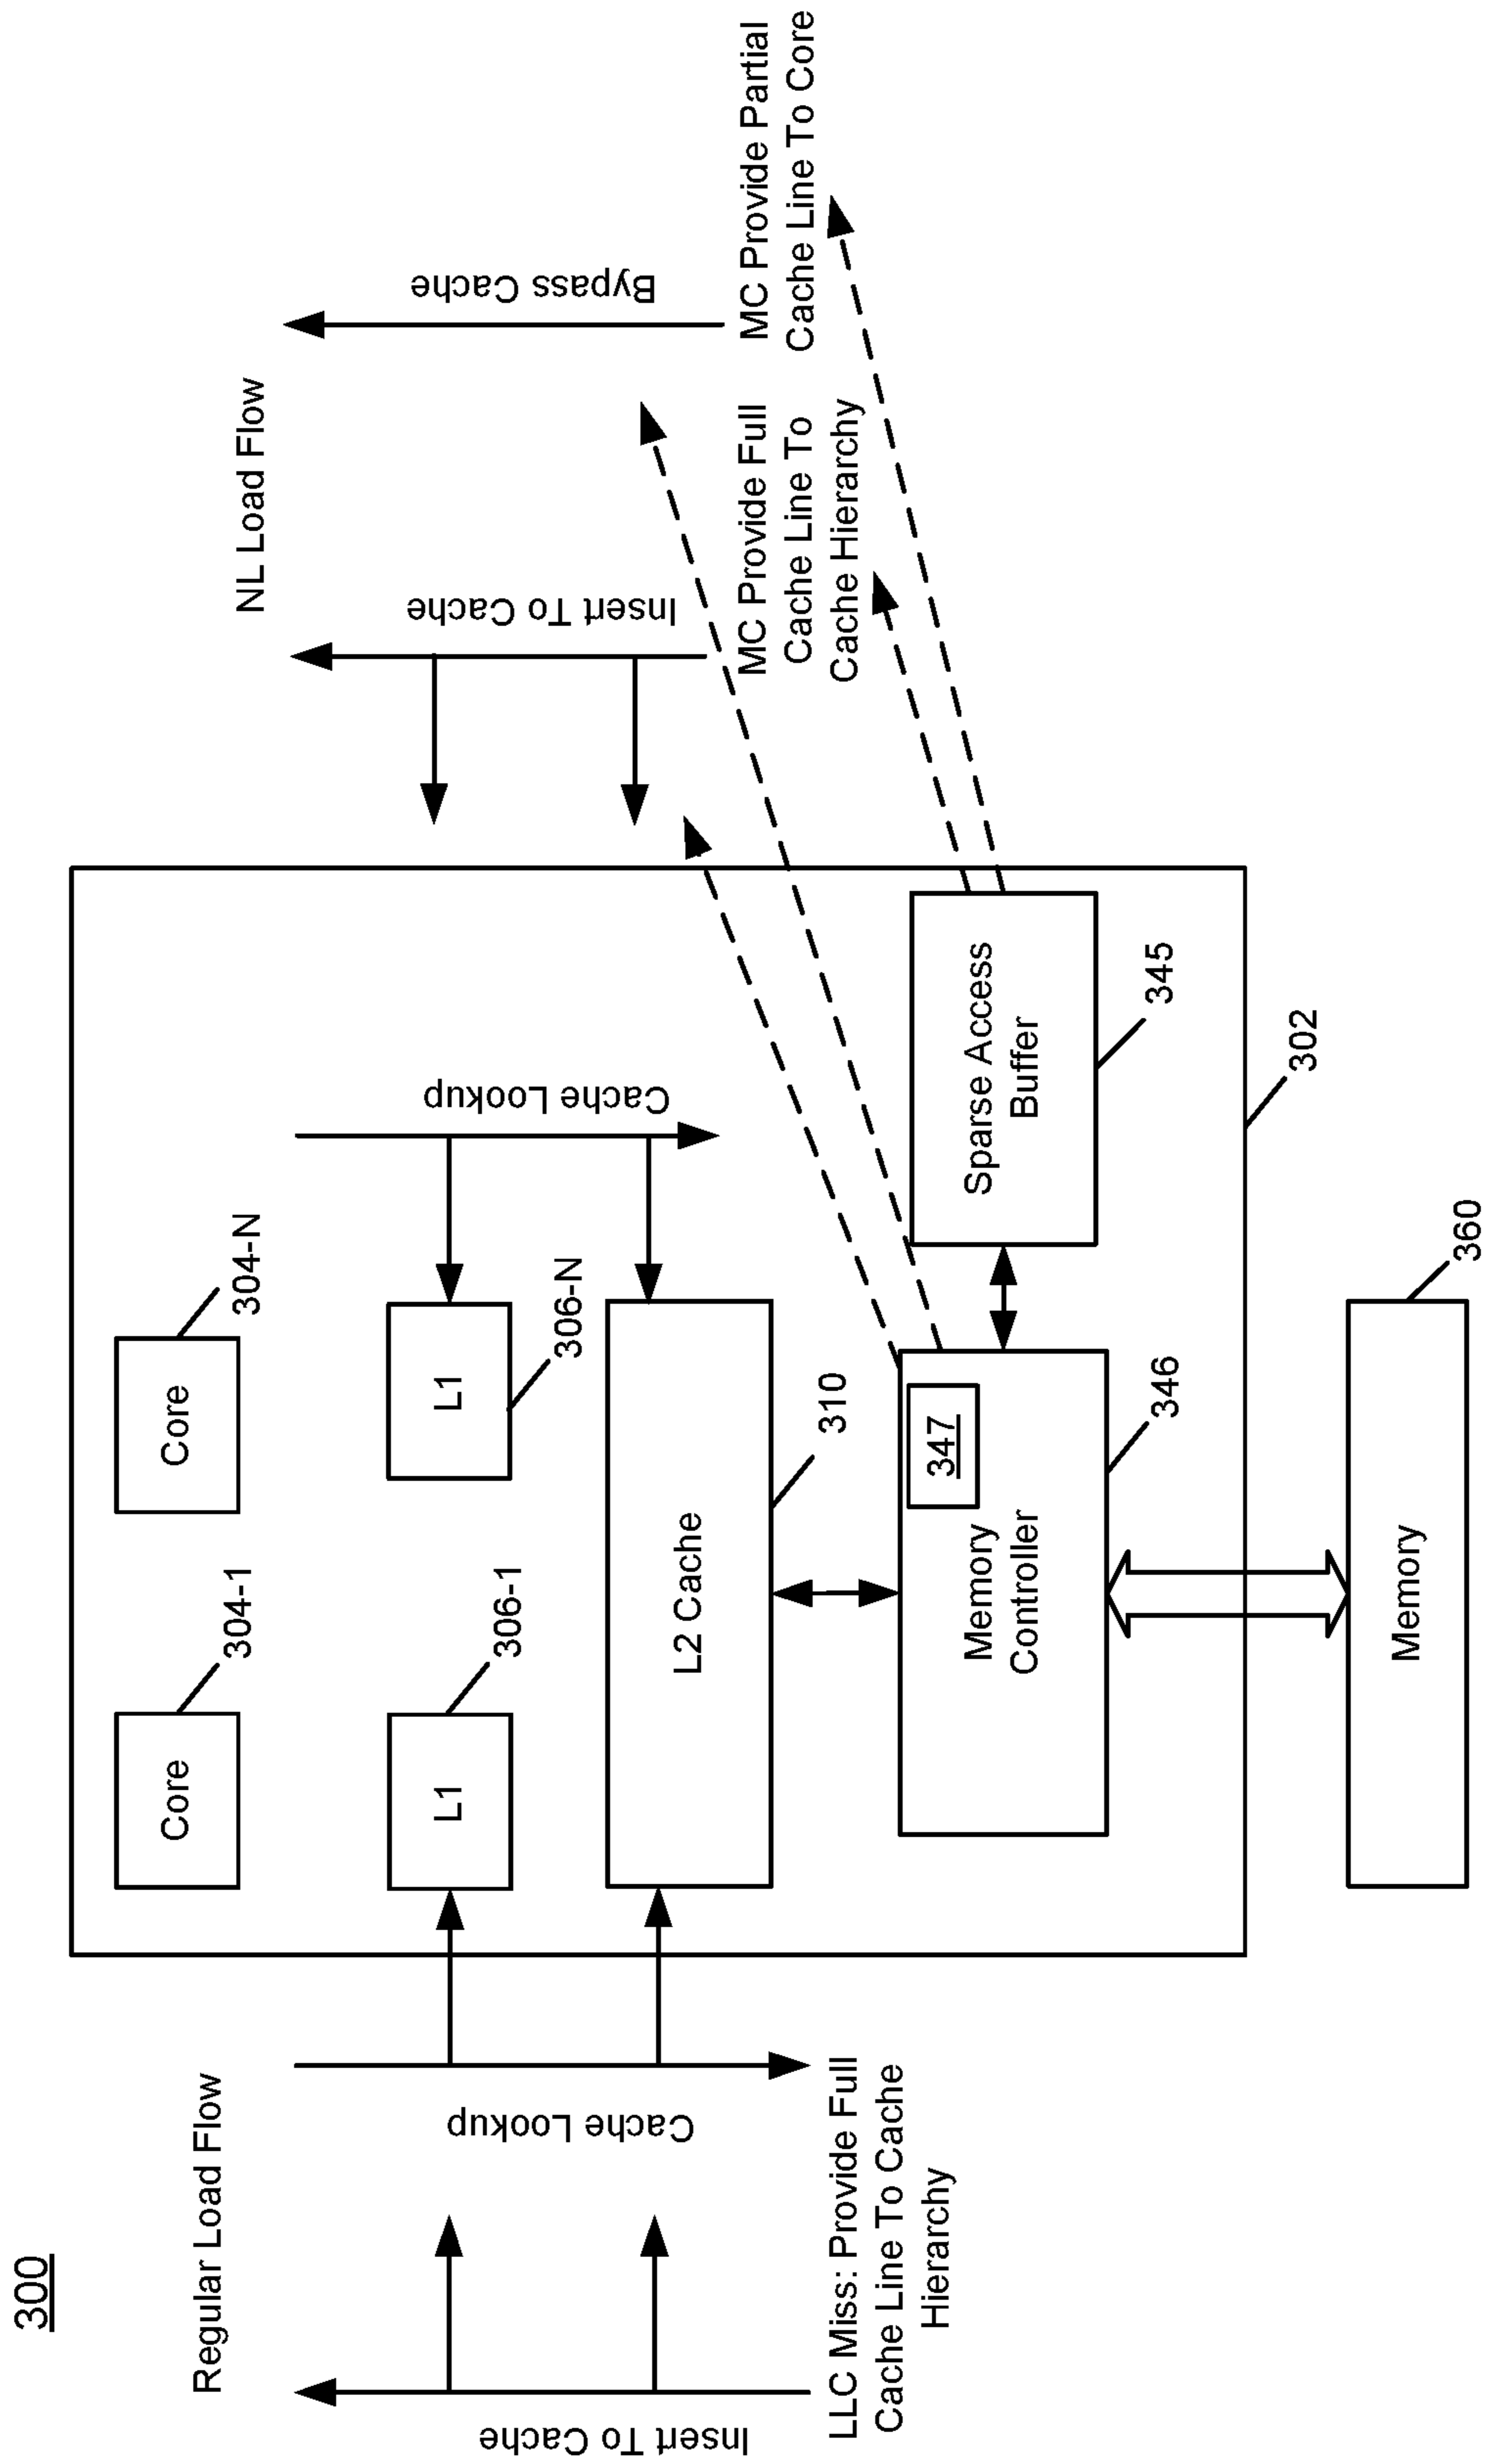 300
Regular Load Flow
NL Load Flow
Insert To Cache
Cache Lookup
LLC Miss: Provide Full
Cache Line To Cache
Hierarchy
Core
304-1
Core
304-N
L1
306-1
L1
306-N
Cache Lookup
L2 Cache
310
Memory
Controller
347
346
Sparse Access
Buffer
345
302
Memory
360
Insert To Cache
Bypass Cache
MC Provide Full
Cache Line To
Cache Hierarchy
MC Provide Partial
Cache Line To Core